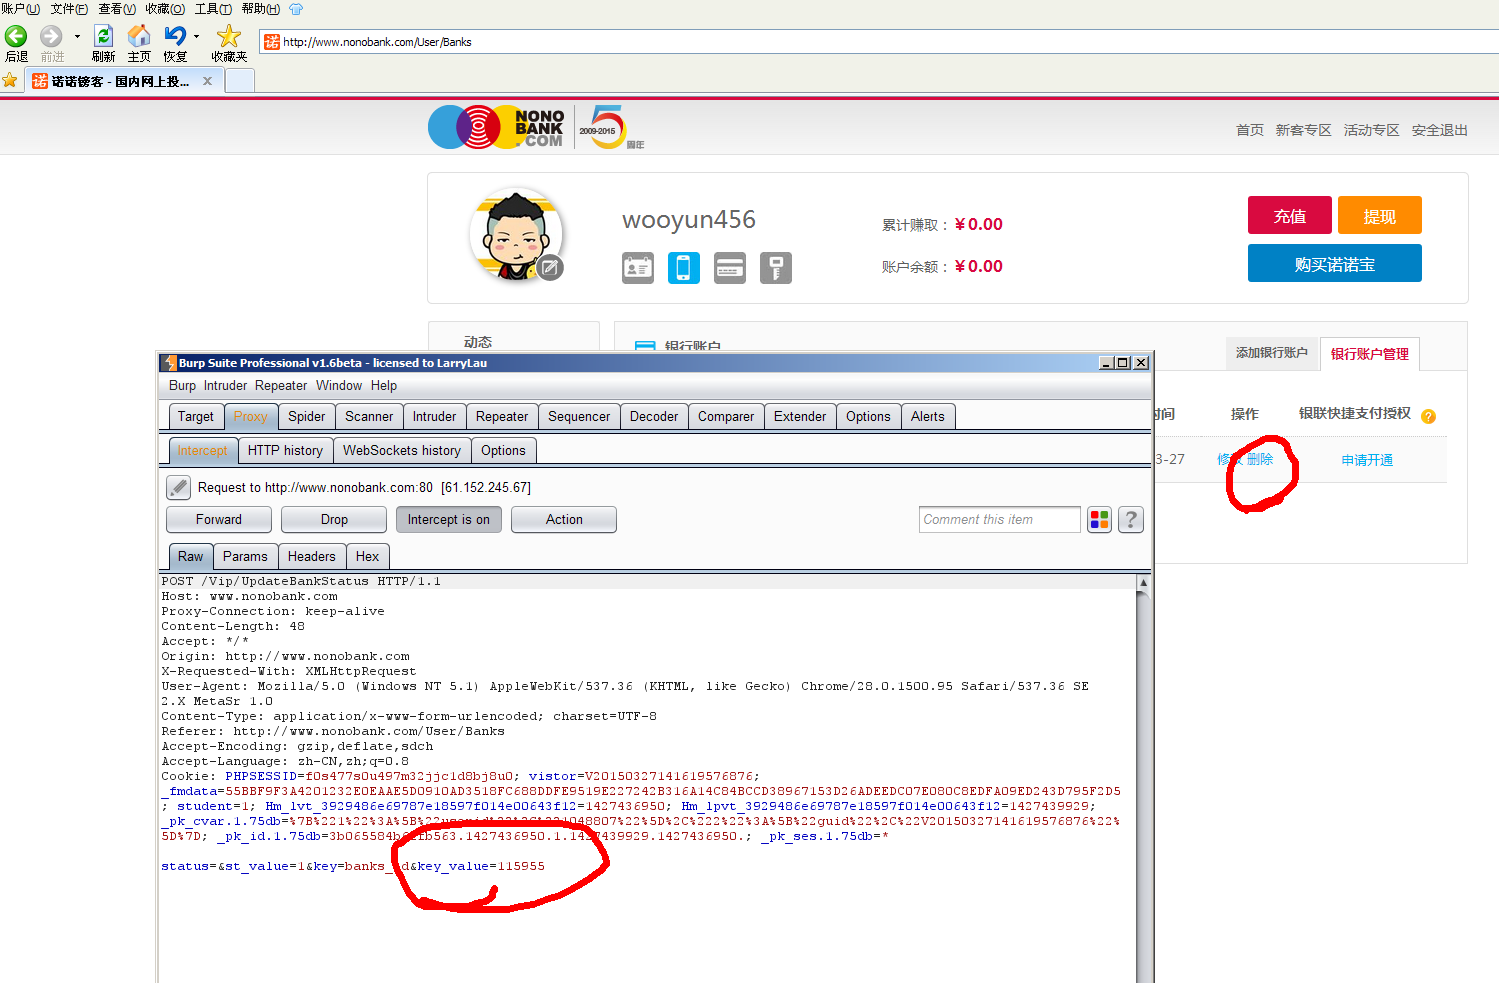 账户(U) 文件(F) 查看(V) 收藏(O) 工具(T) 帮助(H)
后退 前进 刷新 主页 恢复 收藏夹
http://www.nonobank.com/User/Banks
诺诺镑客 - 国内网上投...
NONO
BANK
.COM
5
2009-2015
周年
首页 新客专区 活动专区 安全退出
wooyun456
累计赚取：¥0.00
账户余额：¥0.00
充值 提现
购买诺诺宝
动态
银行账户
添加银行账户 银行账户管理
时间 操作 银联快捷支付授权
3-27 修改 删除 申请开通
Burp Suite Professional v1.6beta - licensed to LarryLau
Burp Intruder Repeater Window Help
Target Proxy Spider Scanner Intruder Repeater Sequencer Decoder Comparer Extender Options Alerts
Intercept HTTP history WebSockets history Options
Request to http://www.nonobank.com:80 [61.152.245.67]
Forward Drop Intercept is on Action Comment this item ?
Raw Params Headers Hex
POST /Vip/UpdateBankStatus HTTP/1.1
Host: www.nonobank.com
Proxy-Connection: keep-alive
Content-Length: 48
Accept: */*
Origin: http://www.nonobank.com
X-Requested-With: XMLHttpRequest
User-Agent: Mozilla/5.0 (Windows NT 5.1) AppleWebKit/537.36 (KHTML, like Gecko) Chrome/28.0.1500.95 Safari/537.36 SE
2.X MetaSr 1.0
Content-Type: application/x-www-form-urlencoded; charset=UTF-8
Referer: http://www.nonobank.com/User/Banks
Accept-Encoding: gzip,deflate,sdch
Accept-Language: zh-CN,zh;q=0.8
Cookie: PHPSESSID=f0s477s0u497m32jjc1d8bj8u0; vistor=V20150327141619576876;
_fmdata=55BBF9F3A4201232E0EAAE5D0910AD3518FC688DDFE9519E227242B316A14C84BCCD38967153D26ADEEDC07E080C8EDFA09ED243D795F2D5
; student=1; Hm_lvt_3929486e69787e18597f014e00643f12=1427436950; Hm_lpvt_3929486e69787e18597f014e00643f12=1427439929;
_pk_cvar.1.75db=%7B%221%22%3A%5B%22userid%22%2C%221048807%22%5D%2C%222%22%3A%5B%22guid%22%2C%22V20150327141619576876%22%
5D%7D; _pk_id.1.75db=3b065584b fb563.1427436950.1.1427439929.1427436950.; _pk_ses.1.75db=*
status=&st_value=1&key=banks_id&key_value=115955